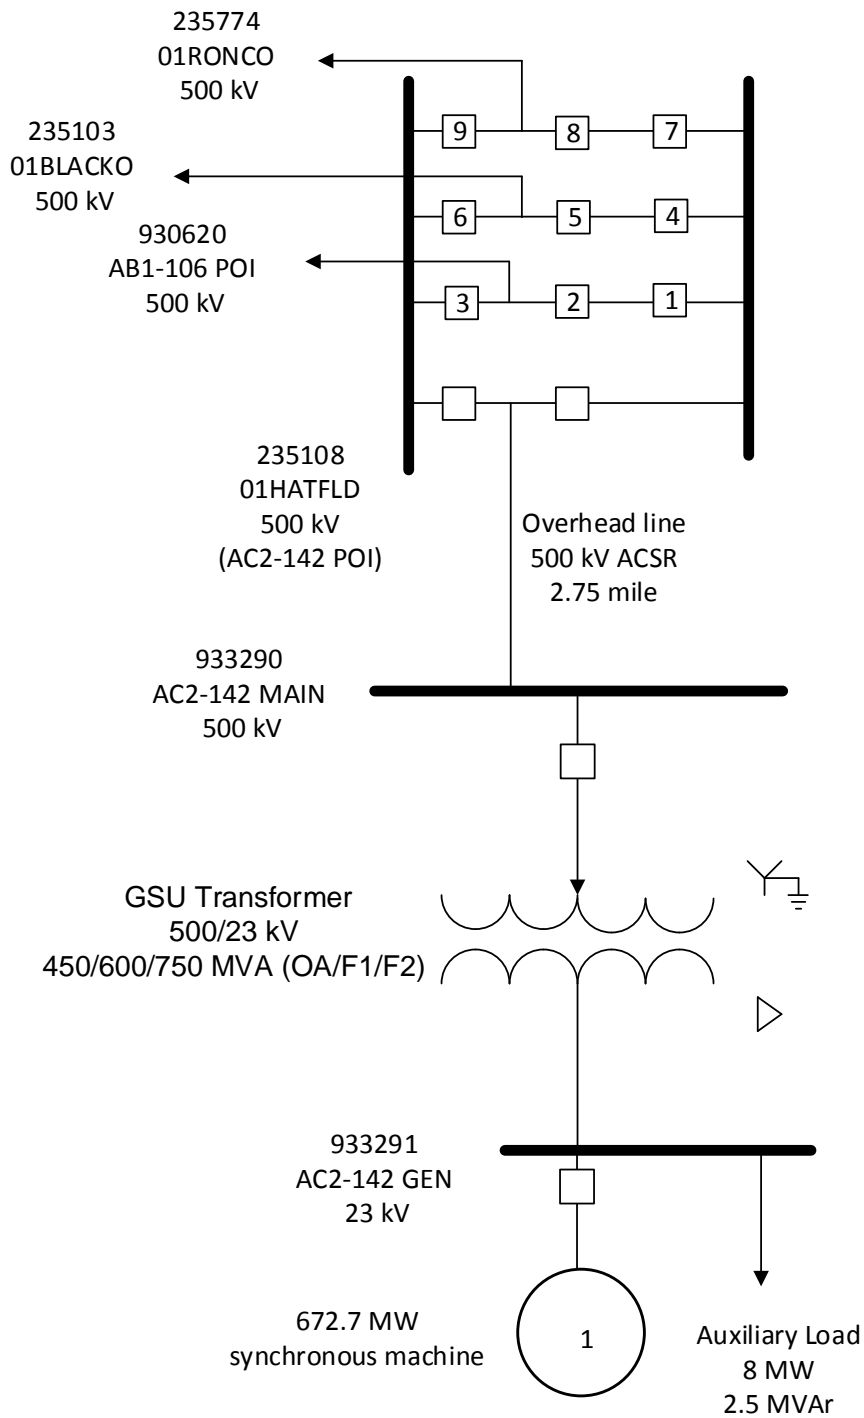 235774
01RONCO
500 kV
9
8
7
235103
01BLACKO
500 kV
6
5
4
930620
AB1-106 POI
500 kV
3
2
1
235108
01HATFLD
500 kV
(AC2-142 POI)
Overhead line
500 kV ACSR
2.75 mile
933290
AC2-142 MAIN
500 kV
GSU Transformer
500/23 kV
450/600/750 MVA (OA/F1/F2)
933291
AC2-142 GEN
23 kV
672.7 MW
synchronous machine
1
Auxiliary Load
8 MW
2.5 MVAr